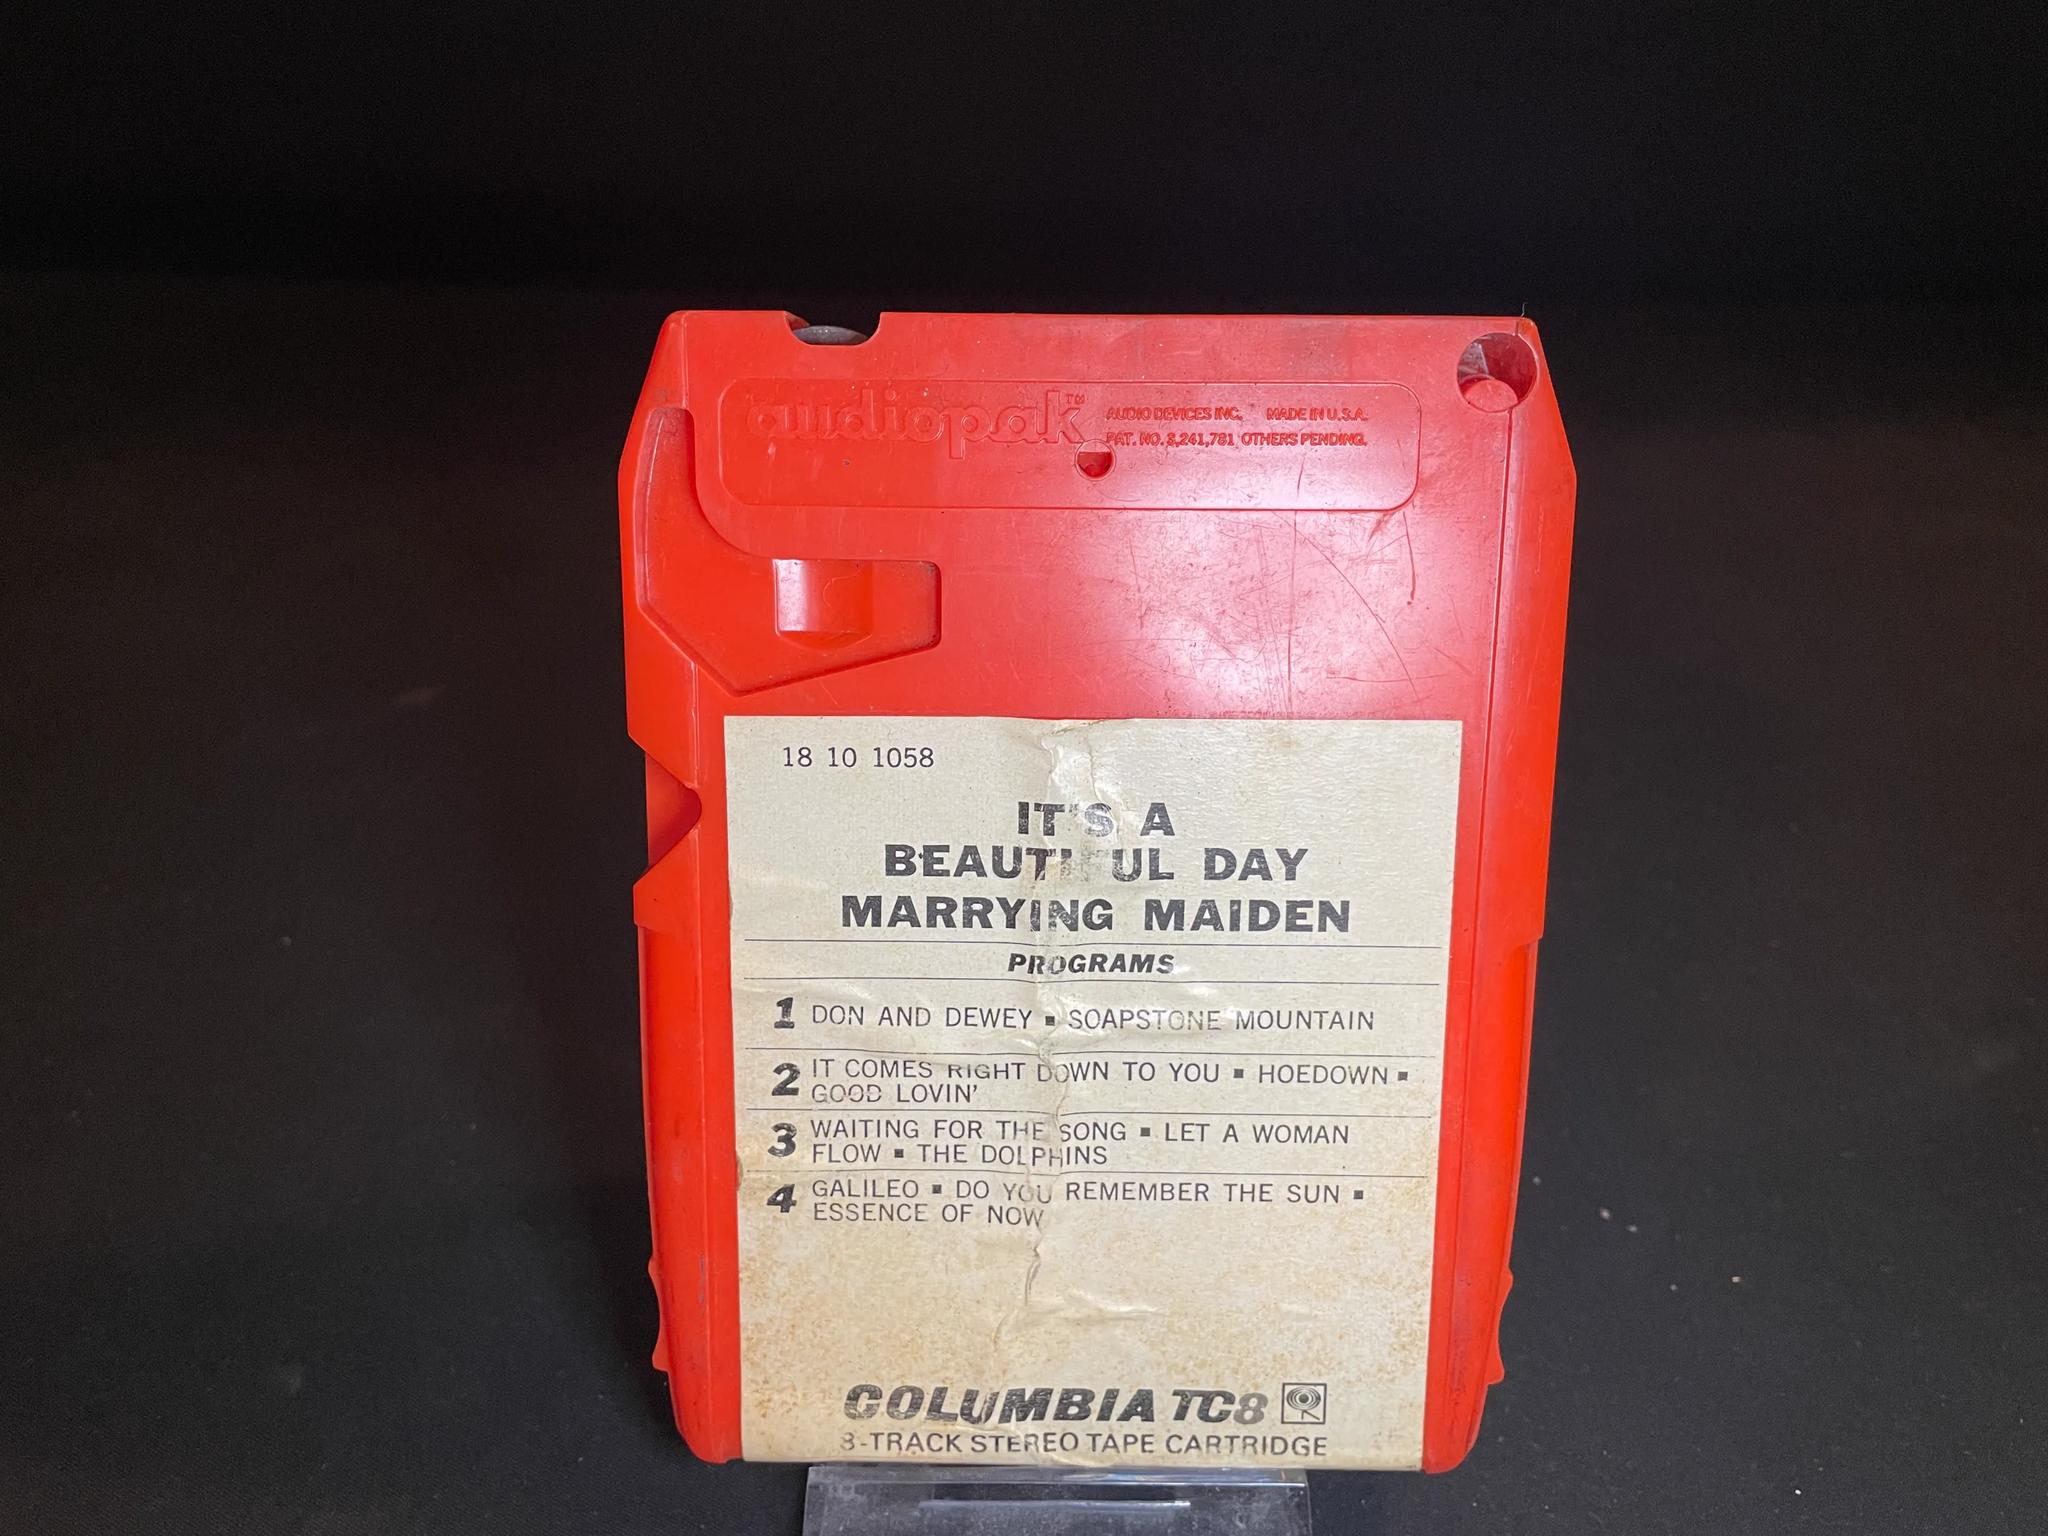 audiopak™ AUDIO DEVICES INC. MADE IN U.S.A.
PAT. NO. 3,241,781 OTHERS PENDING.
18 10 1058
IT'S A
BEAUTIFUL DAY
MARRYING MAIDEN
PROGRAMS
1 DON AND DEWEY ▪ SOAPSTONE MOUNTAIN
2 IT COMES RIGHT DOWN TO YOU ▪ HOEDOWN ▪
GOOD LOVIN'
3 WAITING FOR THE SONG ▪ LET A WOMAN
FLOW ▪ THE DOLPHINS
4 GALILEO ▪ DO YOU REMEMBER THE SUN ▪
ESSENCE OF NOW
COLUMBIA TC8
8-TRACK STEREO TAPE CARTRIDGE